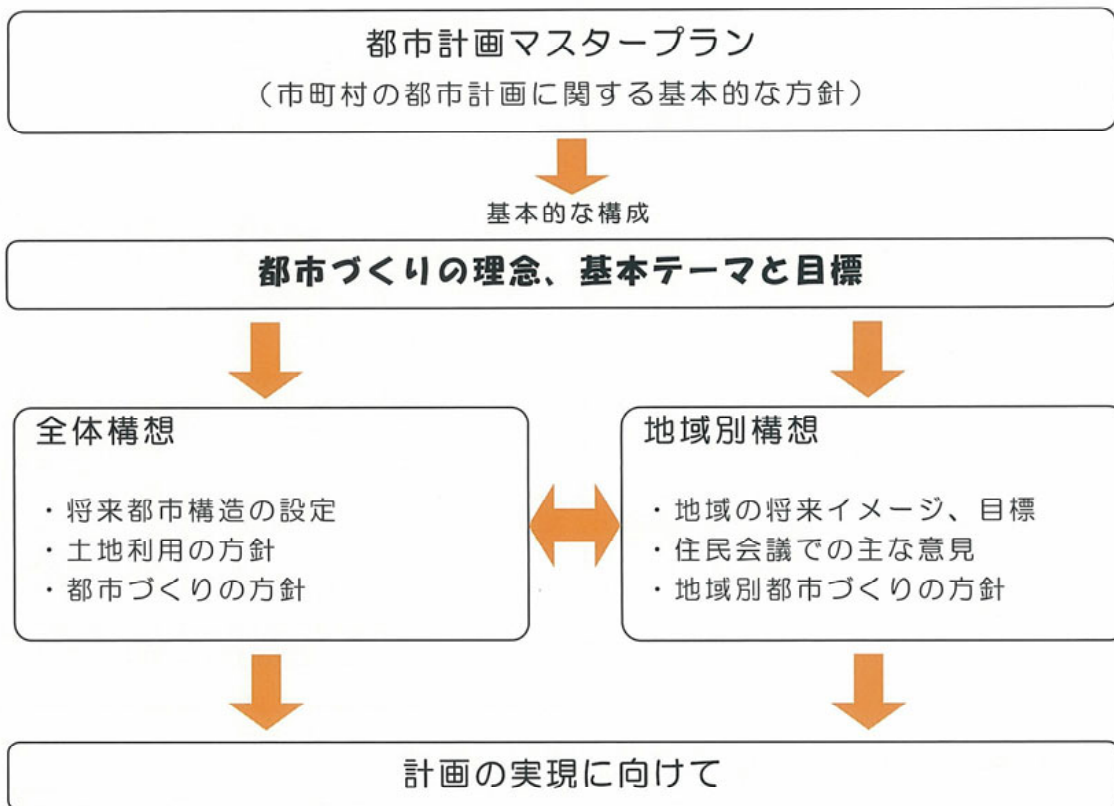 都市計画マスタープラン
（市町村の都市計画に関する基本的な方針）
基本的な構成
都市づくりの理念、基本テーマと目標
全体構想
・将来都市構造の設定
・土地利用の方針
・都市づくりの方針
地域別構想
・地域の将来イメージ、目標
・住民会議での主な意見
・地域別都市づくりの方針
計画の実現に向けて